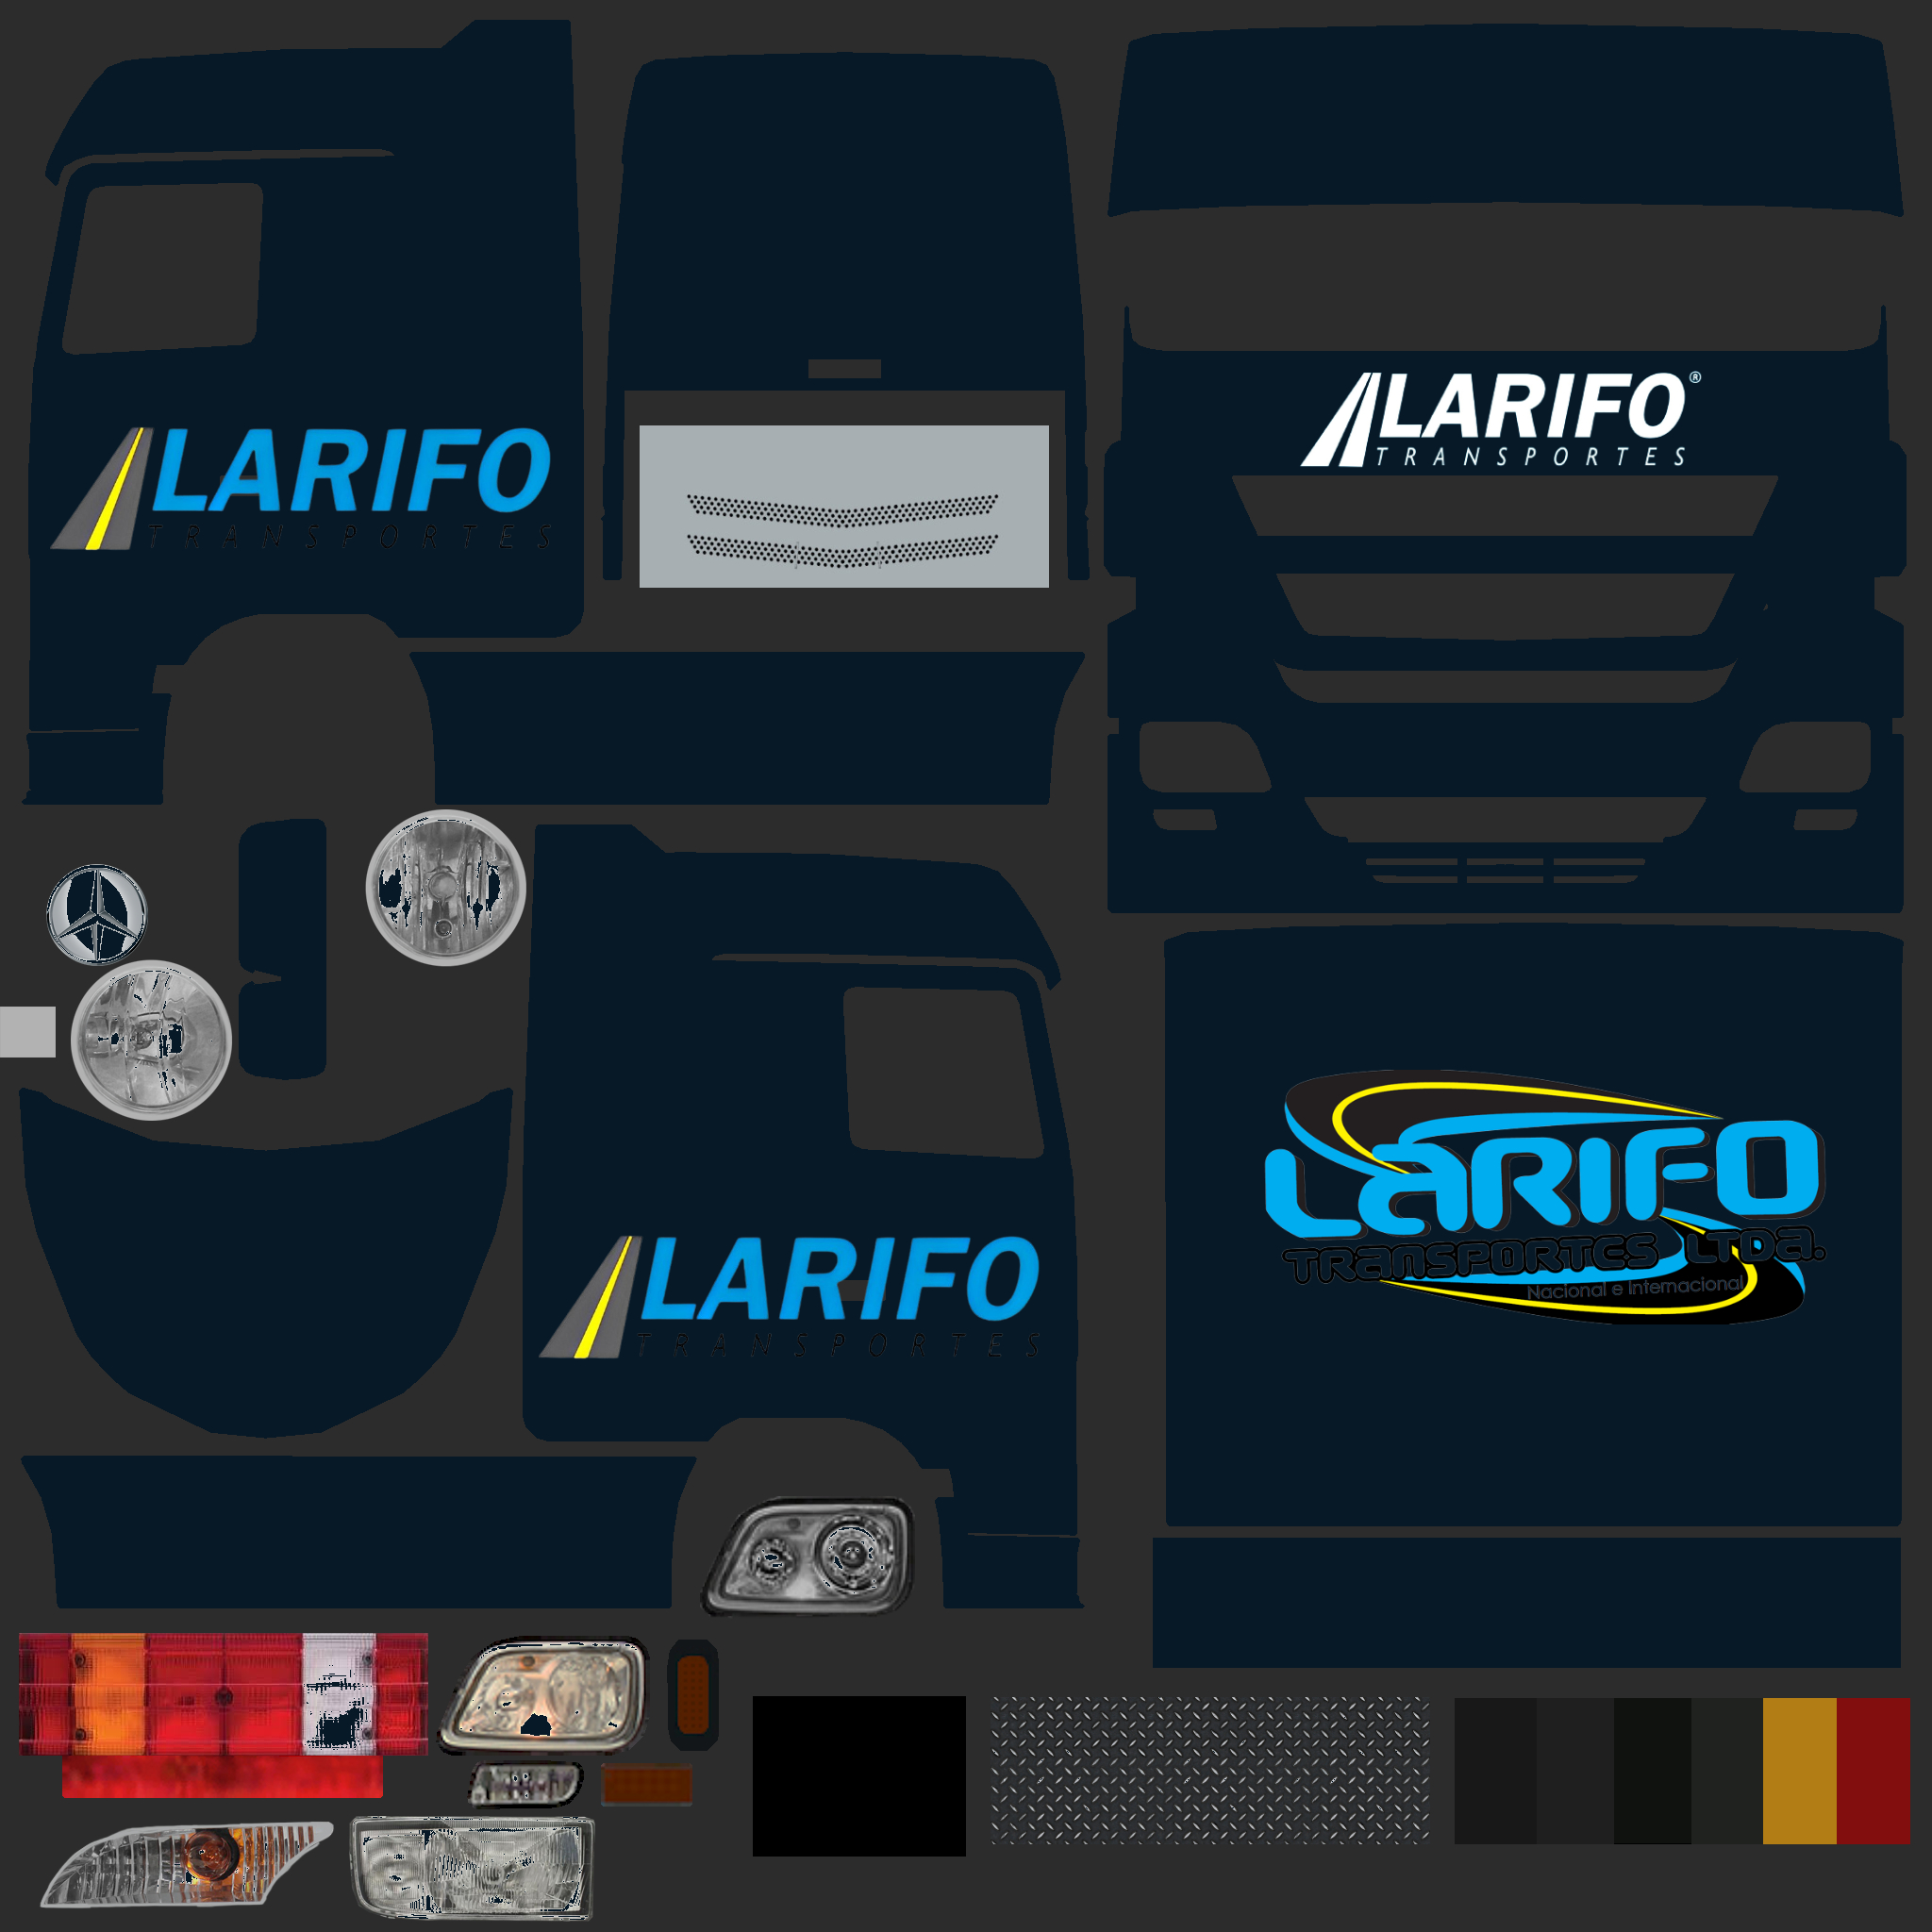 LARIFO®
TRANSPORTES
LARIFO
TRANSPORTES
LARIFO
TRANSPORTES LTDA.
Nacional e Internacional
LARIFO
TRANSPORTES